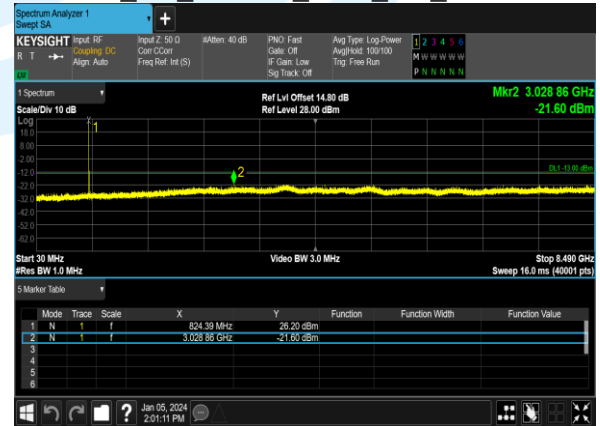 Spectrum Analyzer 1
Swept SA
+
KEYSIGHT Input: RF Input Z: 50 Ω #Atten: 40 dB PNO: Fast Avg Type: Log-Power 1 2 3 4 5 6
R T Coupling: DC Corr CCorr Gate: Off Avg|Hold: 100/100 M W W W W W
Align: Auto Freq Ref: Int (S) IF Gain: Low Trig: Free Run
Sig Track: Off P N N N N N
LXI
1 Spectrum
Ref Lvl Offset 14.80 dB Mkr2 3.028 86 GHz
Scale/Div 10 dB Ref Level 28.00 dBm -21.60 dBm
Log
1
18.0
8.00
-2.00
DL1 -13.00 dBm
-12.0
2
-22.0
-32.0
-42.0
-52.0
-62.0
Start 30 MHz Video BW 3.0 MHz Stop 8.490 GHz
#Res BW 1.0 MHz Sweep 16.0 ms (40001 pts)
5 Marker Table
Mode Trace Scale X Y Function Function Width Function Value
1 N 1 f 824.39 MHz 26.20 dBm
2 N 1 f 3.028 86 GHz -21.60 dBm
3
4
5
6
? Jan 05, 2024
2:01:11 PM